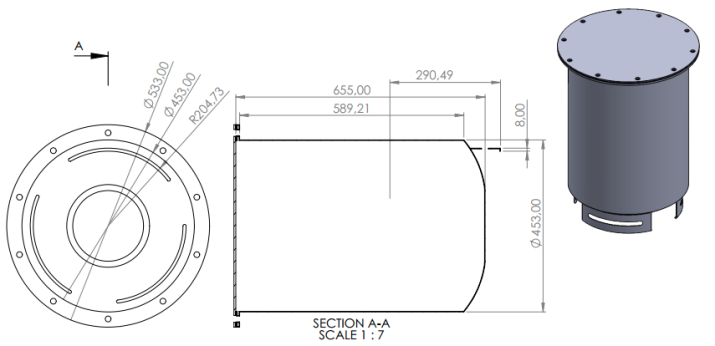 A
Ø533,00
Ø453,00
R204,73
655,00
290,49
589,21
8,00
Ø453,00
SECTION A-A
SCALE 1 : 7